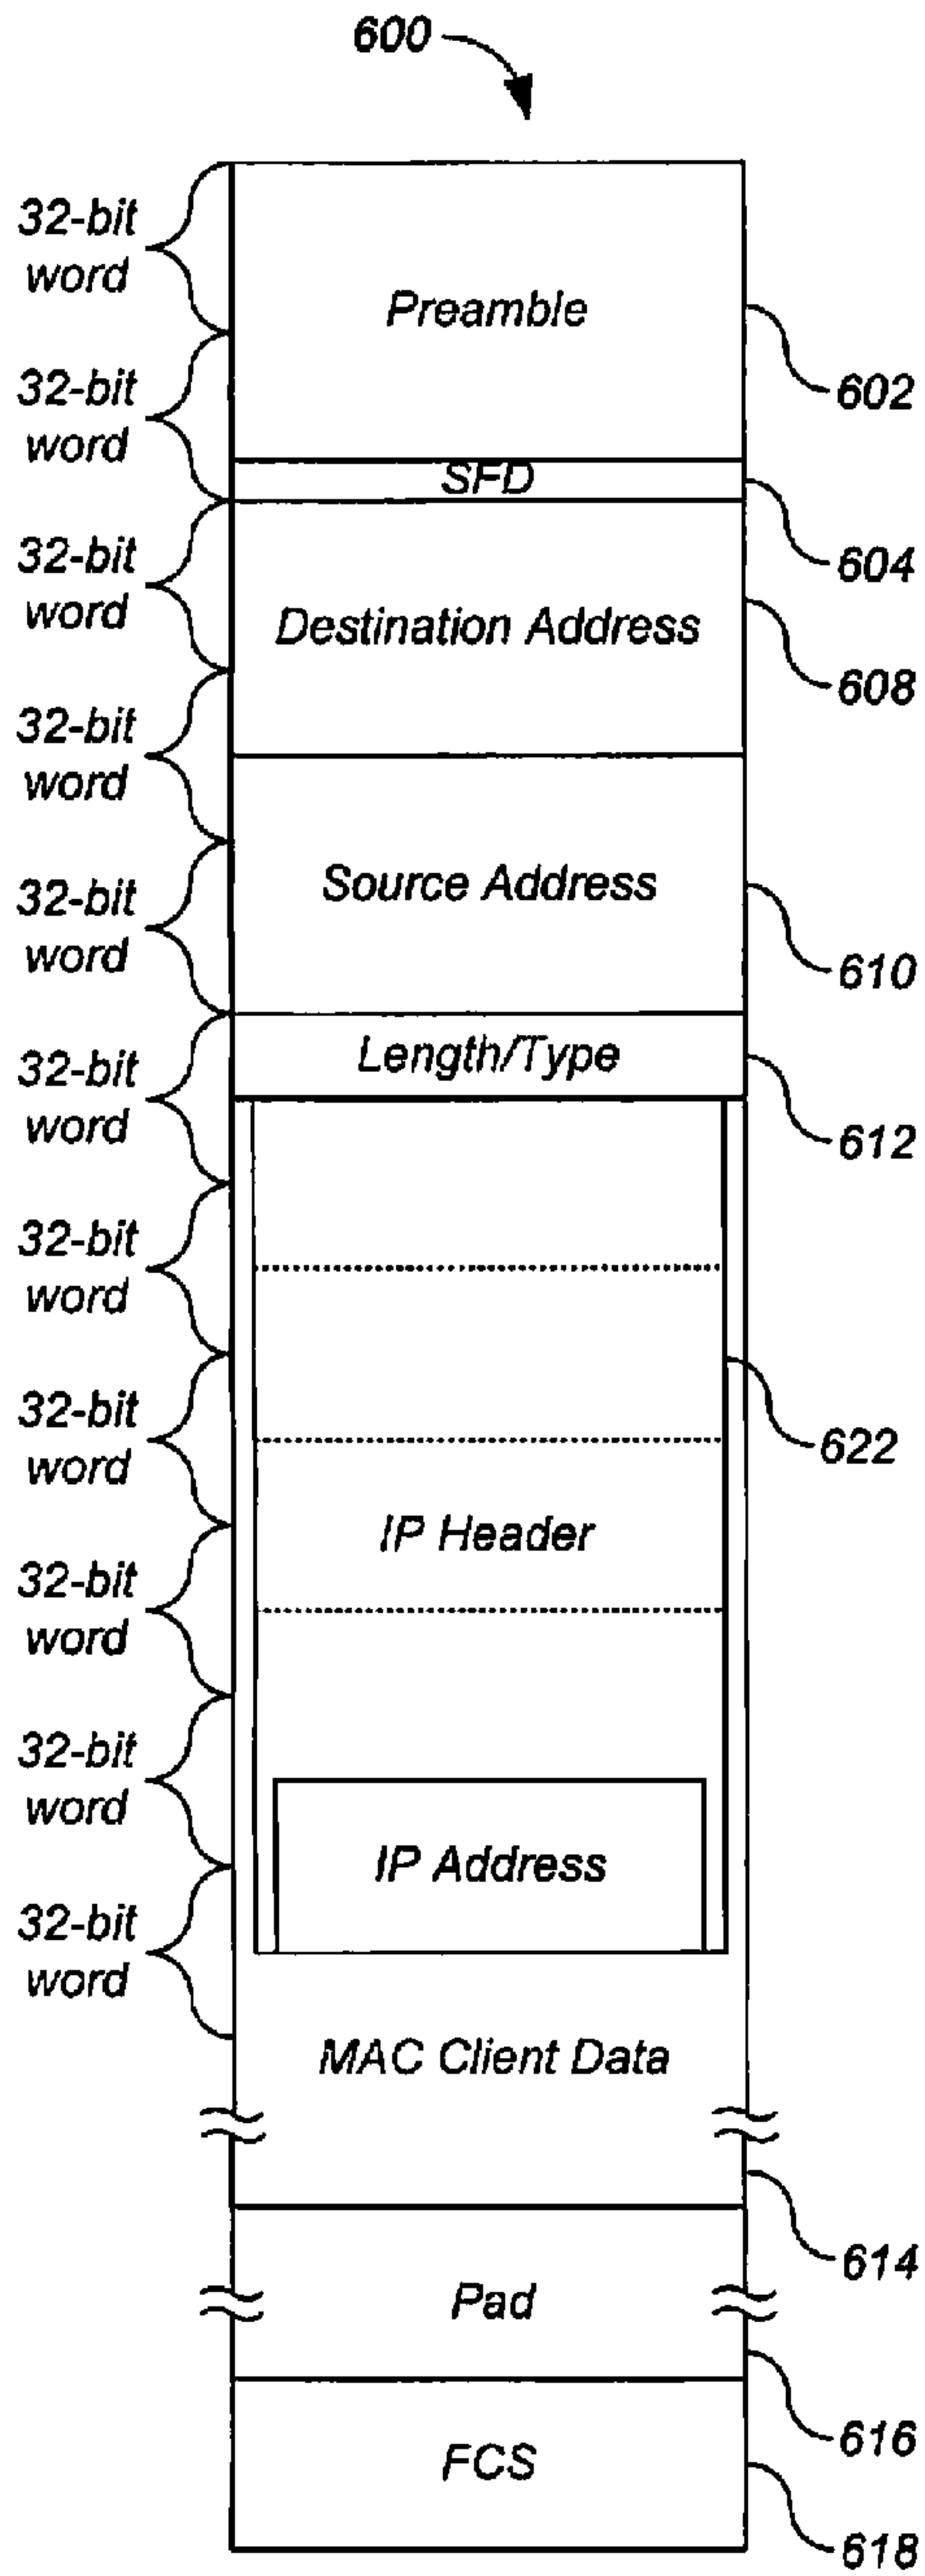 600
32-bit
word
Preamble
602
32-bit
word
SFD
604
32-bit
word
Destination Address
608
32-bit
word
Source Address
32-bit
word
610
Length/Type
32-bit
word
612
32-bit
word
32-bit
word
622
IP Header
32-bit
word
32-bit
word
IP Address
32-bit
word
MAC Client Data
614
Pad
616
FCS
618